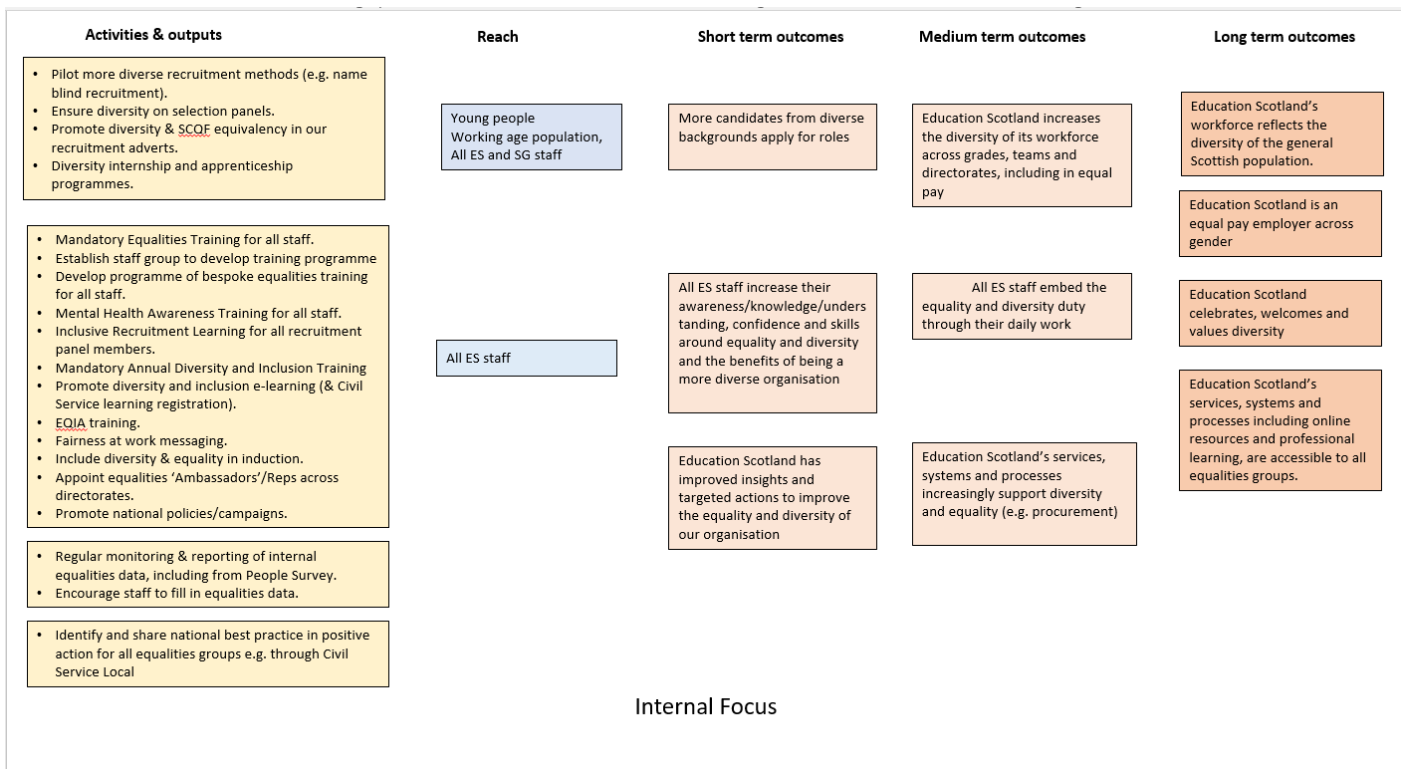 Activities & outputs
Reach
Short term outcomes
Medium term outcomes
Long term outcomes
• Pilot more diverse recruitment methods (e.g. name
blind recruitment).
• Ensure diversity on selection panels.
• Promote diversity & SCQF equivalency in our
recruitment adverts.
• Diversity internship and apprenticeship
programmes.
• Mandatory Equalities Training for all staff.
• Establish staff group to develop training programme
• Develop programme of bespoke equalities training
for all staff.
• Mental Health Awareness Training for all staff.
• Inclusive Recruitment Learning for all recruitment
panel members.
• Mandatory Annual Diversity and Inclusion Training
• Promote diversity and inclusion e-learning (& Civil
Service learning registration).
• EQIA training.
• Fairness at work messaging.
• Include diversity & equality in induction.
• Appoint equalities ‘Ambassadors’/Reps across
directorates.
• Promote national policies/campaigns.
• Regular monitoring & reporting of internal
equalities data, including from People Survey.
• Encourage staff to fill in equalities data.
• Identify and share national best practice in positive
action for all equalities groups e.g. through Civil
Service Local
Young people
Working age population,
All ES and SG staff
All ES staff
More candidates from diverse
backgrounds apply for roles
All ES staff increase their
awareness/knowledge/unders
tanding, confidence and skills
around equality and diversity
and the benefits of being a
more diverse organisation
Education Scotland has
improved insights and
targeted actions to improve
the equality and diversity of
our organisation
Education Scotland increases
the diversity of its workforce
across grades, teams and
directorates, including in equal
pay
All ES staff embed the
equality and diversity duty
through their daily work
Education Scotland’s services,
systems and processes
increasingly support diversity
and equality (e.g. procurement)
Education Scotland’s
workforce reflects the
diversity of the general
Scottish population.
Education Scotland is an
equal pay employer across
gender
Education Scotland
celebrates, welcomes and
values diversity
Education Scotland’s
services, systems and
processes including online
resources and professional
learning, are accessible to all
equalities groups.
Internal Focus